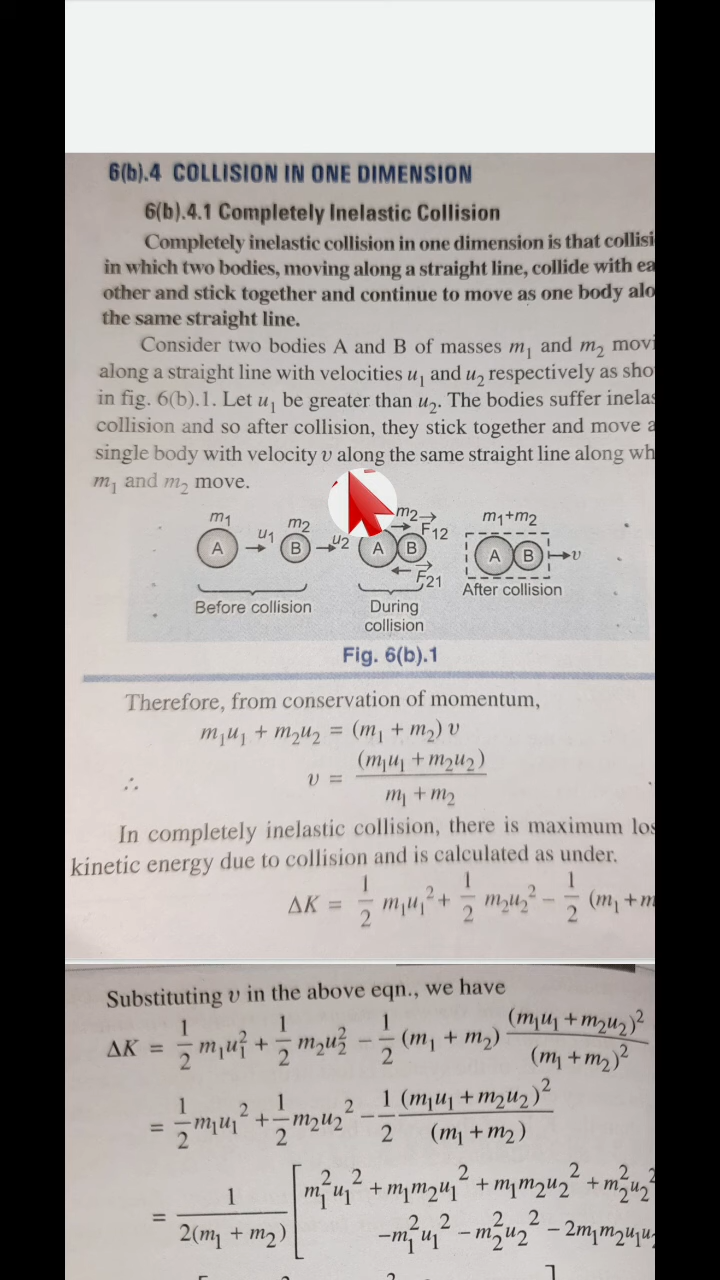 6(b).4 COLLISION IN ONE DIMENSION
6(b).4.1 Completely Inelastic Collision
Completely inelastic collision in one dimension is that collisi
in which two bodies, moving along a straight line, collide with ea
other and stick together and continue to move as one body alo
the same straight line.
Consider two bodies A and B of masses m₁ and m₂ movi
along a straight line with velocities u₁ and u₂ respectively as sho
in fig. 6(b).1. Let u₁ be greater than u₂. The bodies suffer inelas
collision and so after collision, they stick together and move a
single body with velocity v along the same straight line along wh
m₁ and m₂ move.
m₁ m₂ m₂ m₁+m₂
A u₁ B u₂ A B F₁₂ F₂₁ A B v
Before collision During collision After collision
Fig. 6(b).1
Therefore, from conservation of momentum,
m₁u₁ + m₂u₂ = (m₁ + m₂) v
∴ v = (m₁u₁ + m₂u₂) / m₁ + m₂
In completely inelastic collision, there is maximum los
kinetic energy due to collision and is calculated as under.
ΔK = 1/2 m₁u₁² + 1/2 m₂u₂² − 1/2 (m₁ + m
Substituting v in the above eqn., we have
ΔK = 1/2 m₁u₁² + 1/2 m₂u₂² − 1/2 (m₁ + m₂) (m₁u₁ + m₂u₂)² / (m₁ + m₂)²
= 1/2 m₁u₁² + 1/2 m₂u₂² − 1/2 (m₁u₁ + m₂u₂)² / (m₁ + m₂)
= 1 / 2(m₁ + m₂) [ m₁²u₁² + m₁m₂u₁² + m₁m₂u₂² + m₂²u₂²
−m₁²u₁² − m₂²u₂² − 2m₁m₂u₁u₂